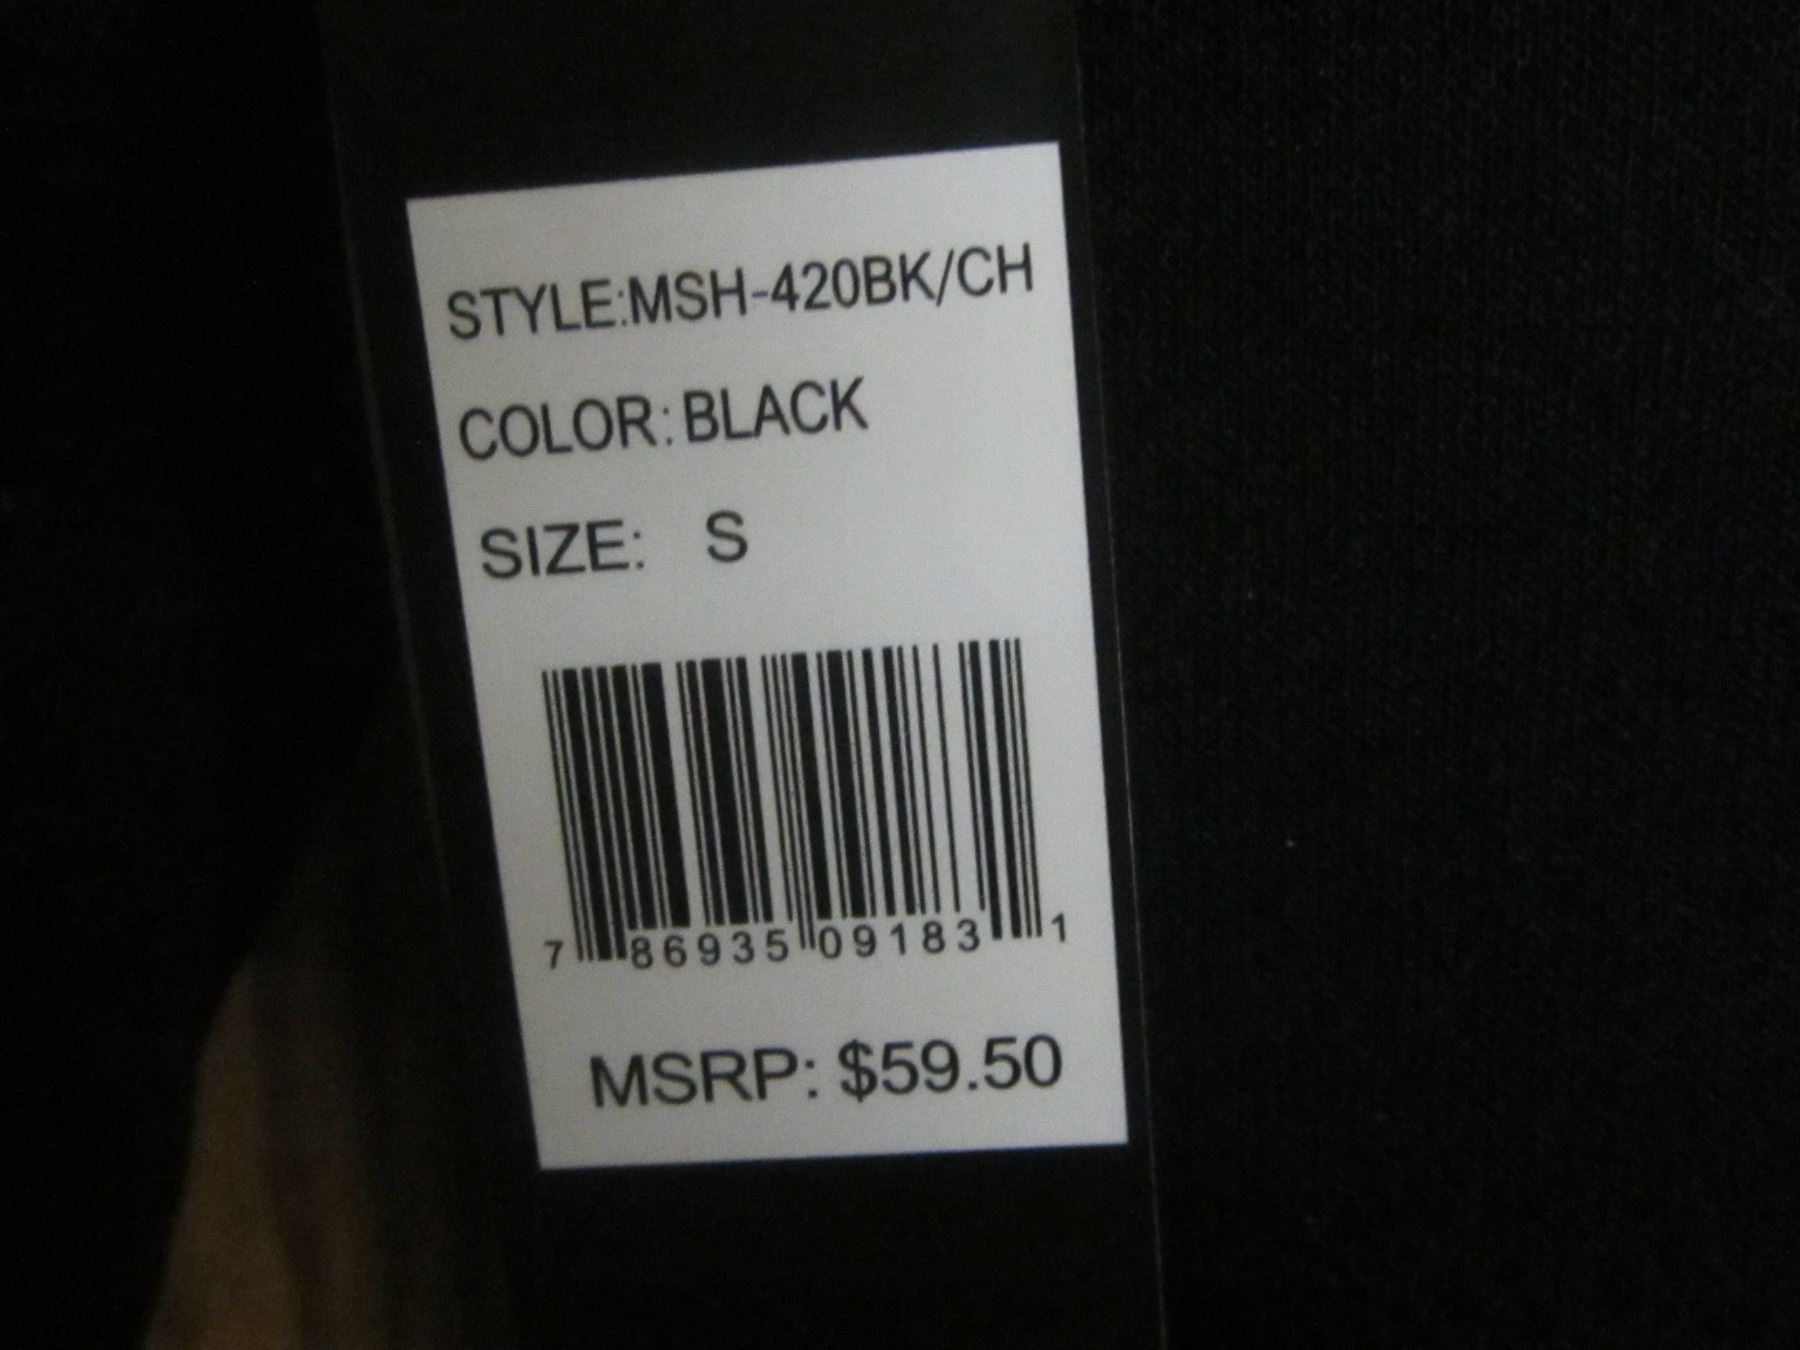 STYLE:MSH-420BK/CH
COLOR: BLACK
SIZE: S
7 86935 09183 1
MSRP: $59.50